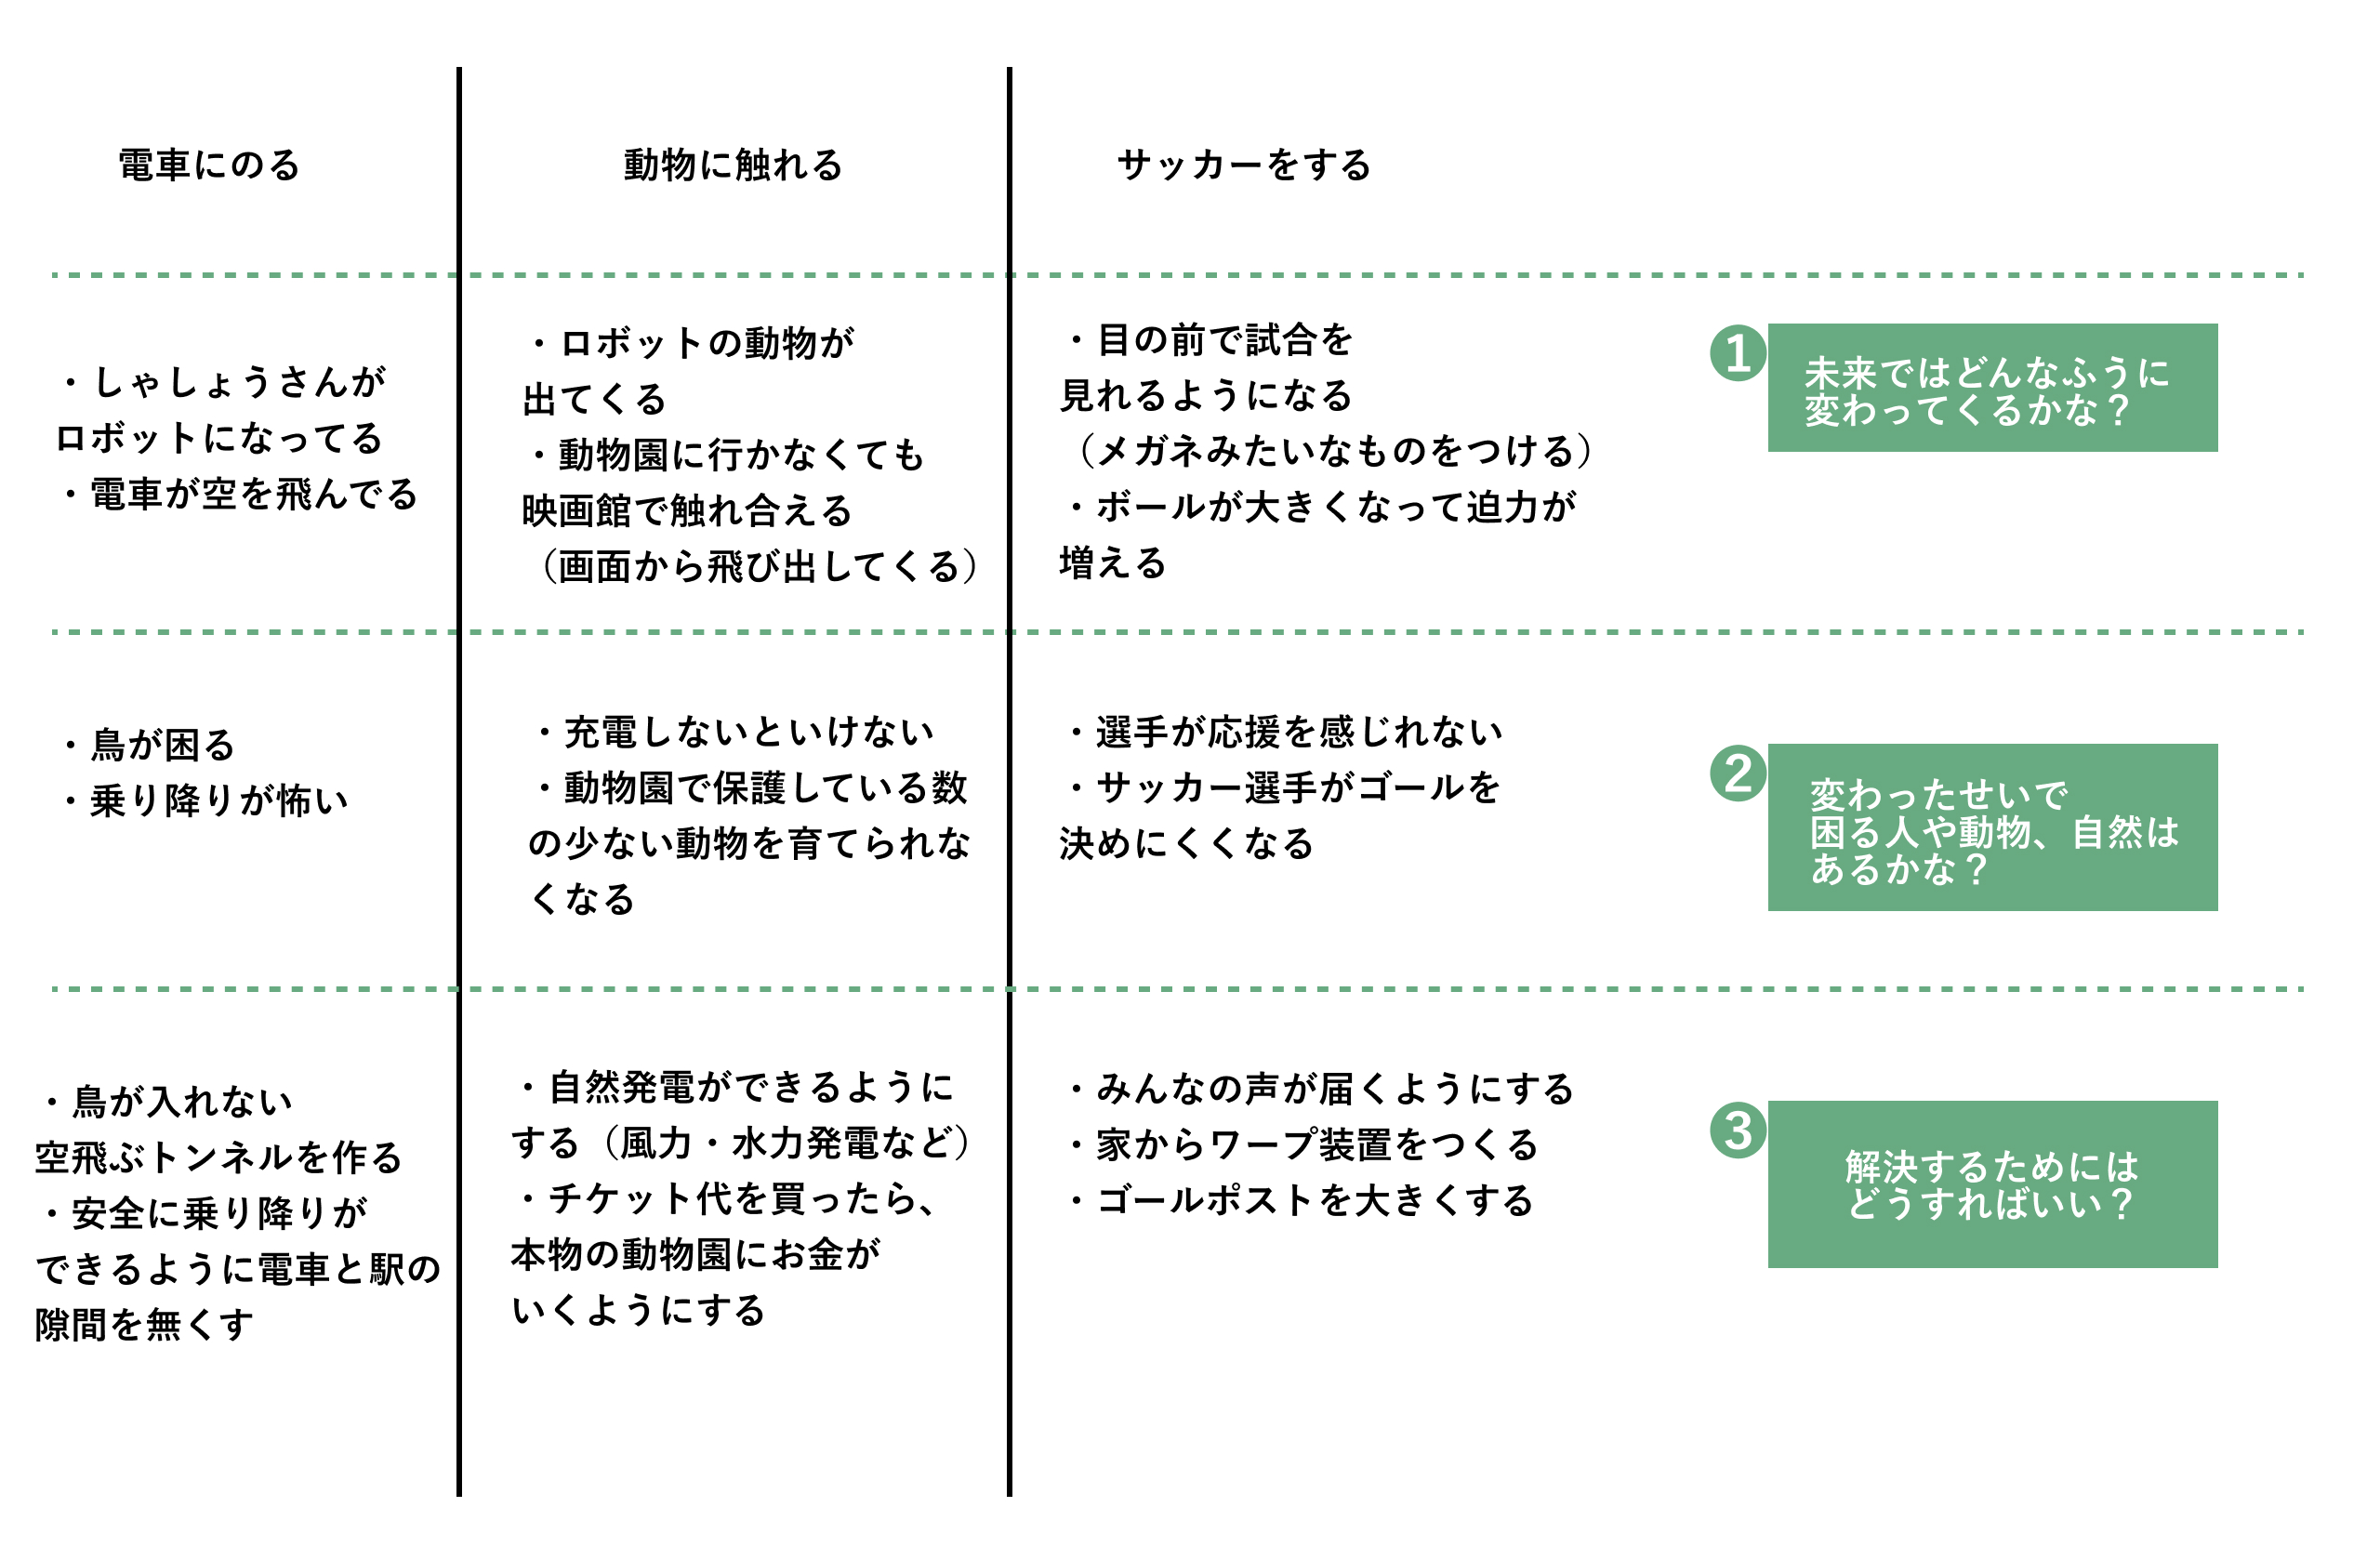 電車にのる
動物に触れる
サッカーをする
・しゃしょうさんが
ロボットになってる
・電車が空を飛んでる
・ロボットの動物が
出てくる
・動物園に行かなくても
映画館で触れ合える
（画面から飛び出してくる）
・目の前で試合を
見れるようになる
（メガネみたいなものをつける）
・ボールが大きくなって迫力が
増える
1
未来ではどんなふうに
変わってくるかな？
・鳥が困る
・乗り降りが怖い
・充電しないといけない
・動物園で保護している数
の少ない動物を育てられな
くなる
・選手が応援を感じれない
・サッカー選手がゴールを
決めにくくなる
2
変わったせいで
困る人や動物、自然は
あるかな？
・鳥が入れない
空飛ぶトンネルを作る
・安全に乗り降りが
できるように電車と駅の
隙間を無くす
・自然発電ができるように
する（風力・水力発電など）
・チケット代を買ったら、
本物の動物園にお金が
いくようにする
・みんなの声が届くようにする
・家からワープ装置をつくる
・ゴールポストを大きくする
3
解決するためには
どうすればいい？